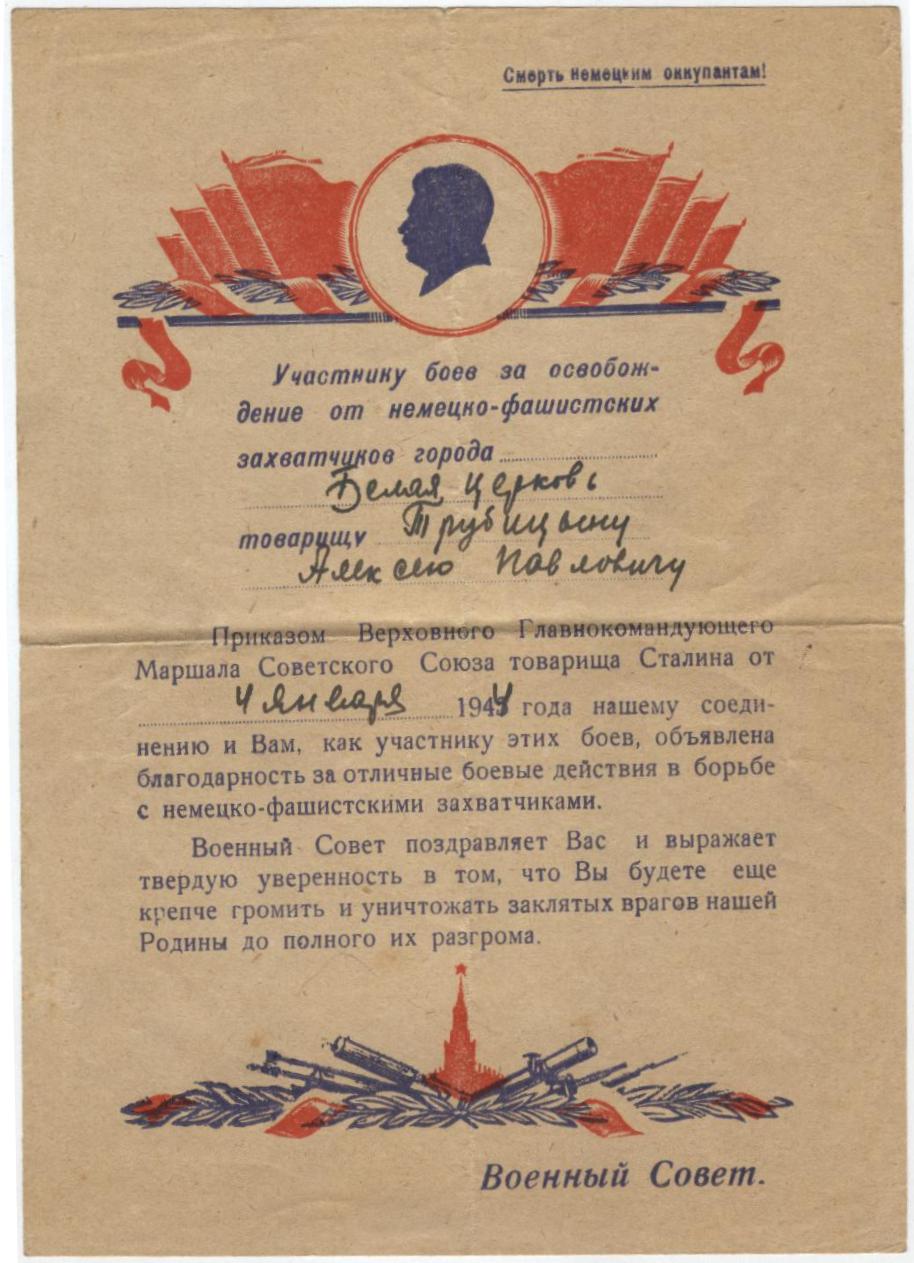 Смерть немецким оккупантам!
Участнику боев за освобож-
дение от немецко-фашистских
захватчиков города
Белая церковь
товарищу Трубицыну
Алексею Павловичу
Приказом Верховного Главнокомандующего
Маршала Советского Союза товарища Сталина от
4 января 1944 года нашему соеди-
нению и Вам, как участнику этих боев, объявлена
благодарность за отличные боевые действия в борьбе
с немецко-фашистскими захватчиками.
Военный Совет поздравляет Вас и выражает
твердую уверенность в том, что Вы будете еще
крепче громить и уничтожать заклятых врагов нашей
Родины до полного их разгрома.
Военный Совет.